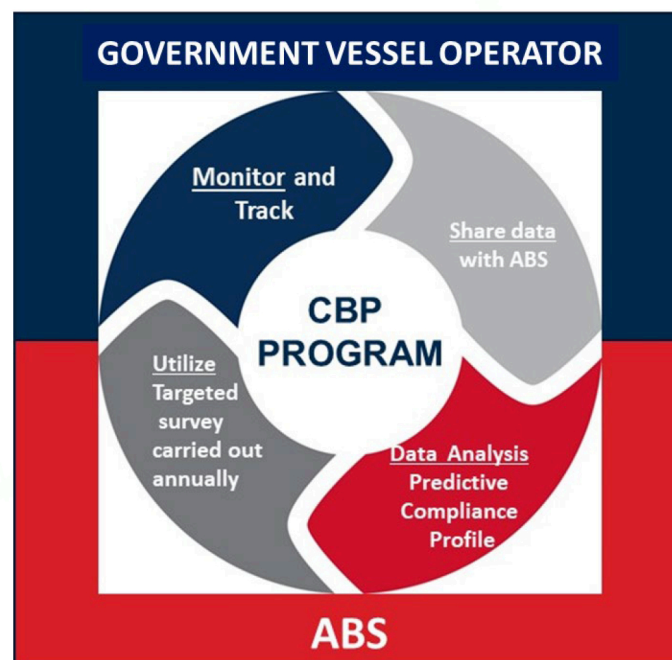 GOVERNMENT VESSEL OPERATOR
Monitor and
Track
Share data
with ABS
CBP
PROGRAM
Utilize
Targeted
survey
carried out
annually
Data Analysis
Predictive
Compliance
Profile
ABS